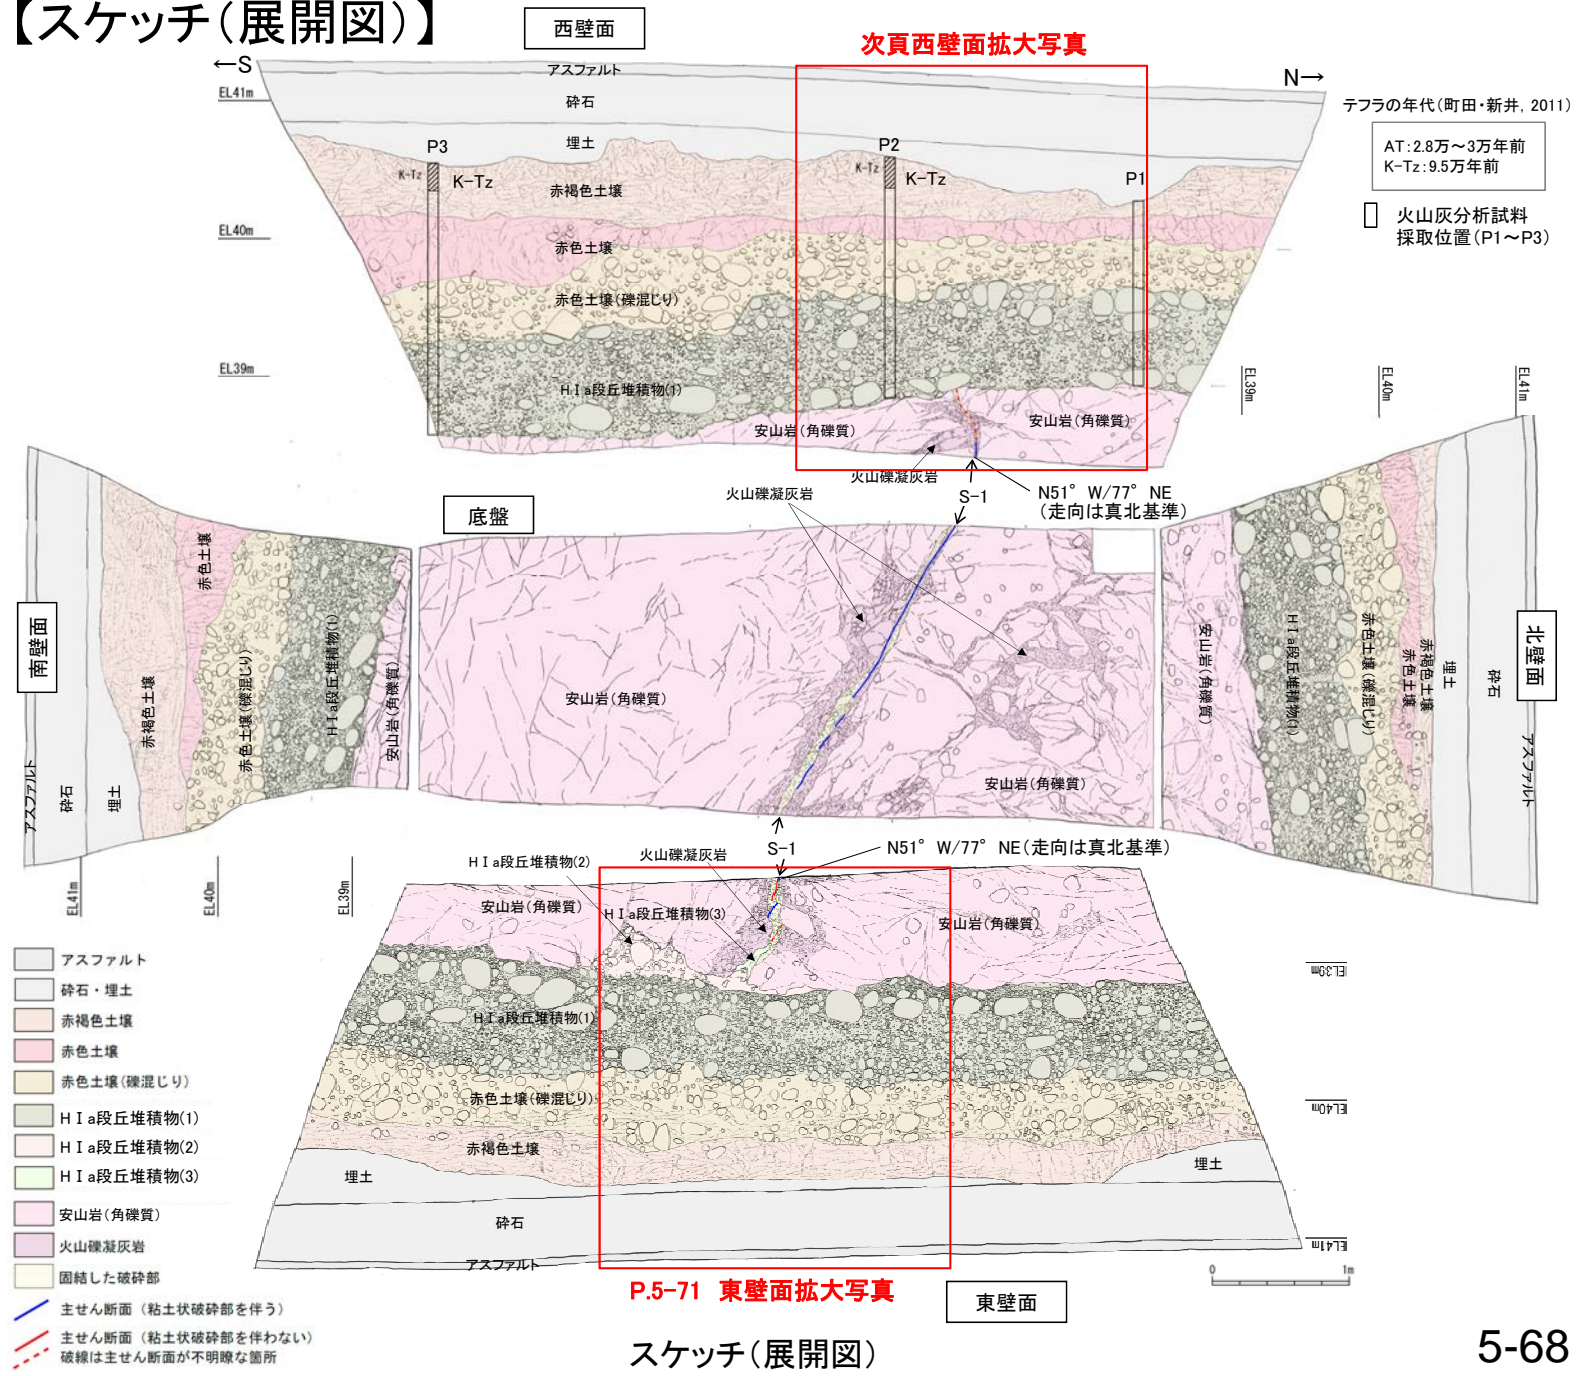 【スケッチ(展開図)】
西壁面
次頁西壁面拡大写真
←S
N→
アスファルト
EL41m
砕石
テフラの年代(町田・新井, 2011)
AT:2.8万～3万年前
K-Tz:9.5万年前
埋土
P3
P2
P1
K-Tz
K-Tz
K-Tz
K-Tz
赤褐色土壌
火山灰分析試料
採取位置(P1～P3)
EL40m
赤色土壌
赤色土壌(礫混じり)
EL39m
HⅠa段丘堆積物(1)
安山岩(角礫質)
安山岩(角礫質)
火山礫凝灰岩
EL39m
EL40m
EL41m
火山礫凝灰岩
S-1
N51° W/77° NE
(走向は真北基準)
底盤
南壁面
アスファルト
砕石
埋土
赤褐色土壌
赤色土壌
赤色土壌(礫混じり)
HⅠa段丘堆積物(1)
安山岩(角礫質)
安山岩(角礫質)
安山岩(角礫質)
安山岩(角礫質)
HⅠa段丘堆積物(1)
赤色土壌(礫混じり)
赤色土壌
赤褐色土壌
埋土
砕石
アスファルト
北壁面
EL41m
EL40m
EL39m
S-1
N51° W/77° NE(走向は真北基準)
HⅠa段丘堆積物(2)
火山礫凝灰岩
安山岩(角礫質)
HⅠa段丘堆積物(3)
安山岩(角礫質)
EL39m
HⅠa段丘堆積物(1)
赤色土壌(礫混じり)
EL40m
赤褐色土壌
埋土
埋土
砕石
EL41m
アスファルト
アスファルト
砕石・埋土
赤褐色土壌
赤色土壌
赤色土壌(礫混じり)
HⅠa段丘堆積物(1)
HⅠa段丘堆積物(2)
HⅠa段丘堆積物(3)
安山岩(角礫質)
火山礫凝灰岩
固結した破砕部
主せん断面（粘土状破砕部を伴う）
主せん断面（粘土状破砕部を伴わない）
破線は主せん断面が不明瞭な箇所
0 1m
P.5-71 東壁面拡大写真
東壁面
スケッチ(展開図)
5-68